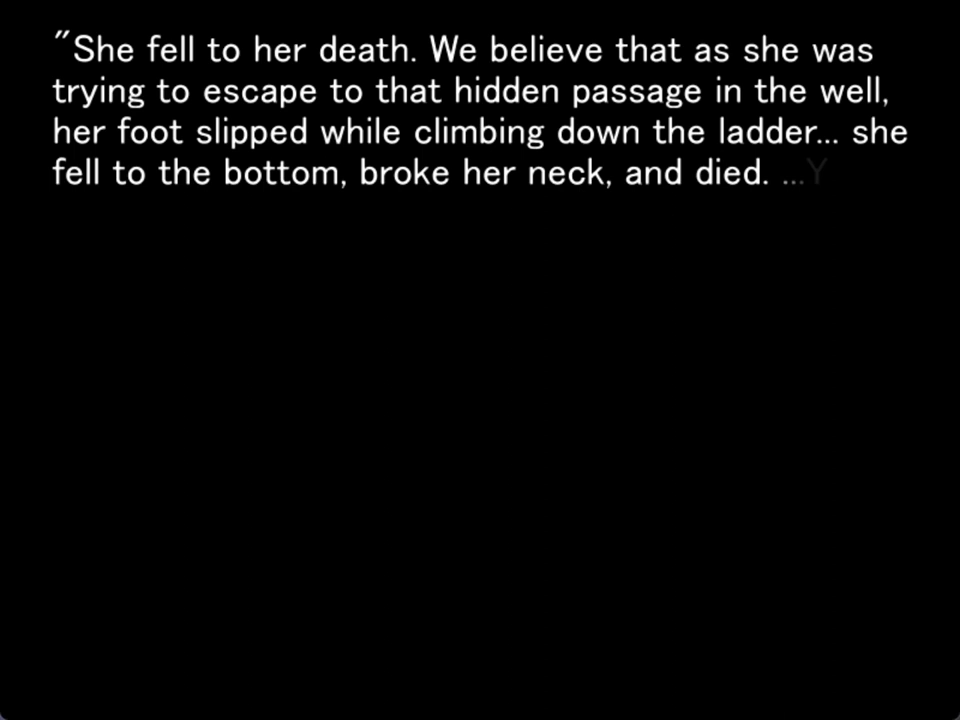 "She fell to her death. We believe that as she was
trying to escape to that hidden passage in the well,
her foot slipped while climbing down the ladder... she
fell to the bottom, broke her neck, and died. ...Y